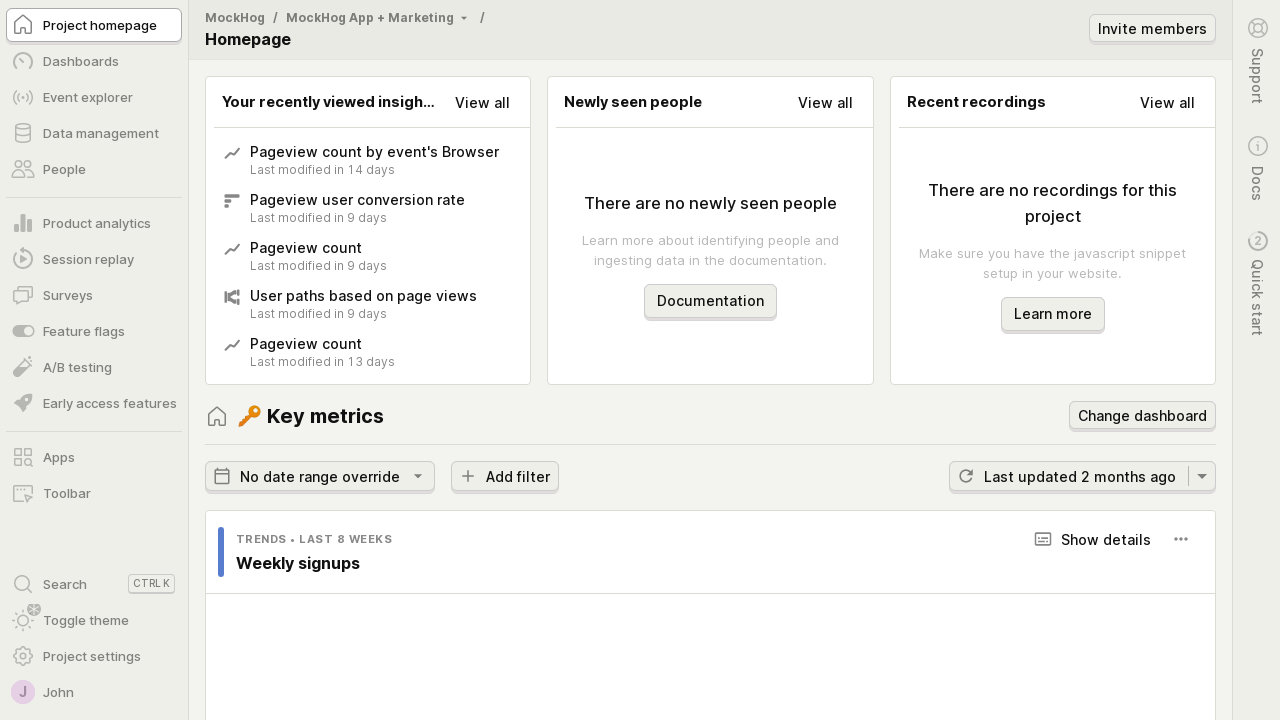 Project homepage
Dashboards
Event explorer
Data management
People
Product analytics
Session replay
Surveys
Feature flags
A/B testing
Early access features
Apps
Toolbar
Search CTRL K
Toggle theme
Project settings
J John
MockHog / MockHog App + Marketing /
Homepage
Invite members
Your recently viewed insigh... View all
Pageview count by event's Browser
Last modified in 14 days
Pageview user conversion rate
Last modified in 9 days
Pageview count
Last modified in 9 days
User paths based on page views
Last modified in 9 days
Pageview count
Last modified in 13 days
Newly seen people View all
There are no newly seen people
Learn more about identifying people and
ingesting data in the documentation.
Documentation
Recent recordings View all
There are no recordings for this
project
Make sure you have the javascript snippet
setup in your website.
Learn more
🔑 Key metrics
Change dashboard
No date range override
Add filter
Last updated 2 months ago
TRENDS • LAST 8 WEEKS
Weekly signups
Show details
Support
Docs
2
Quick start